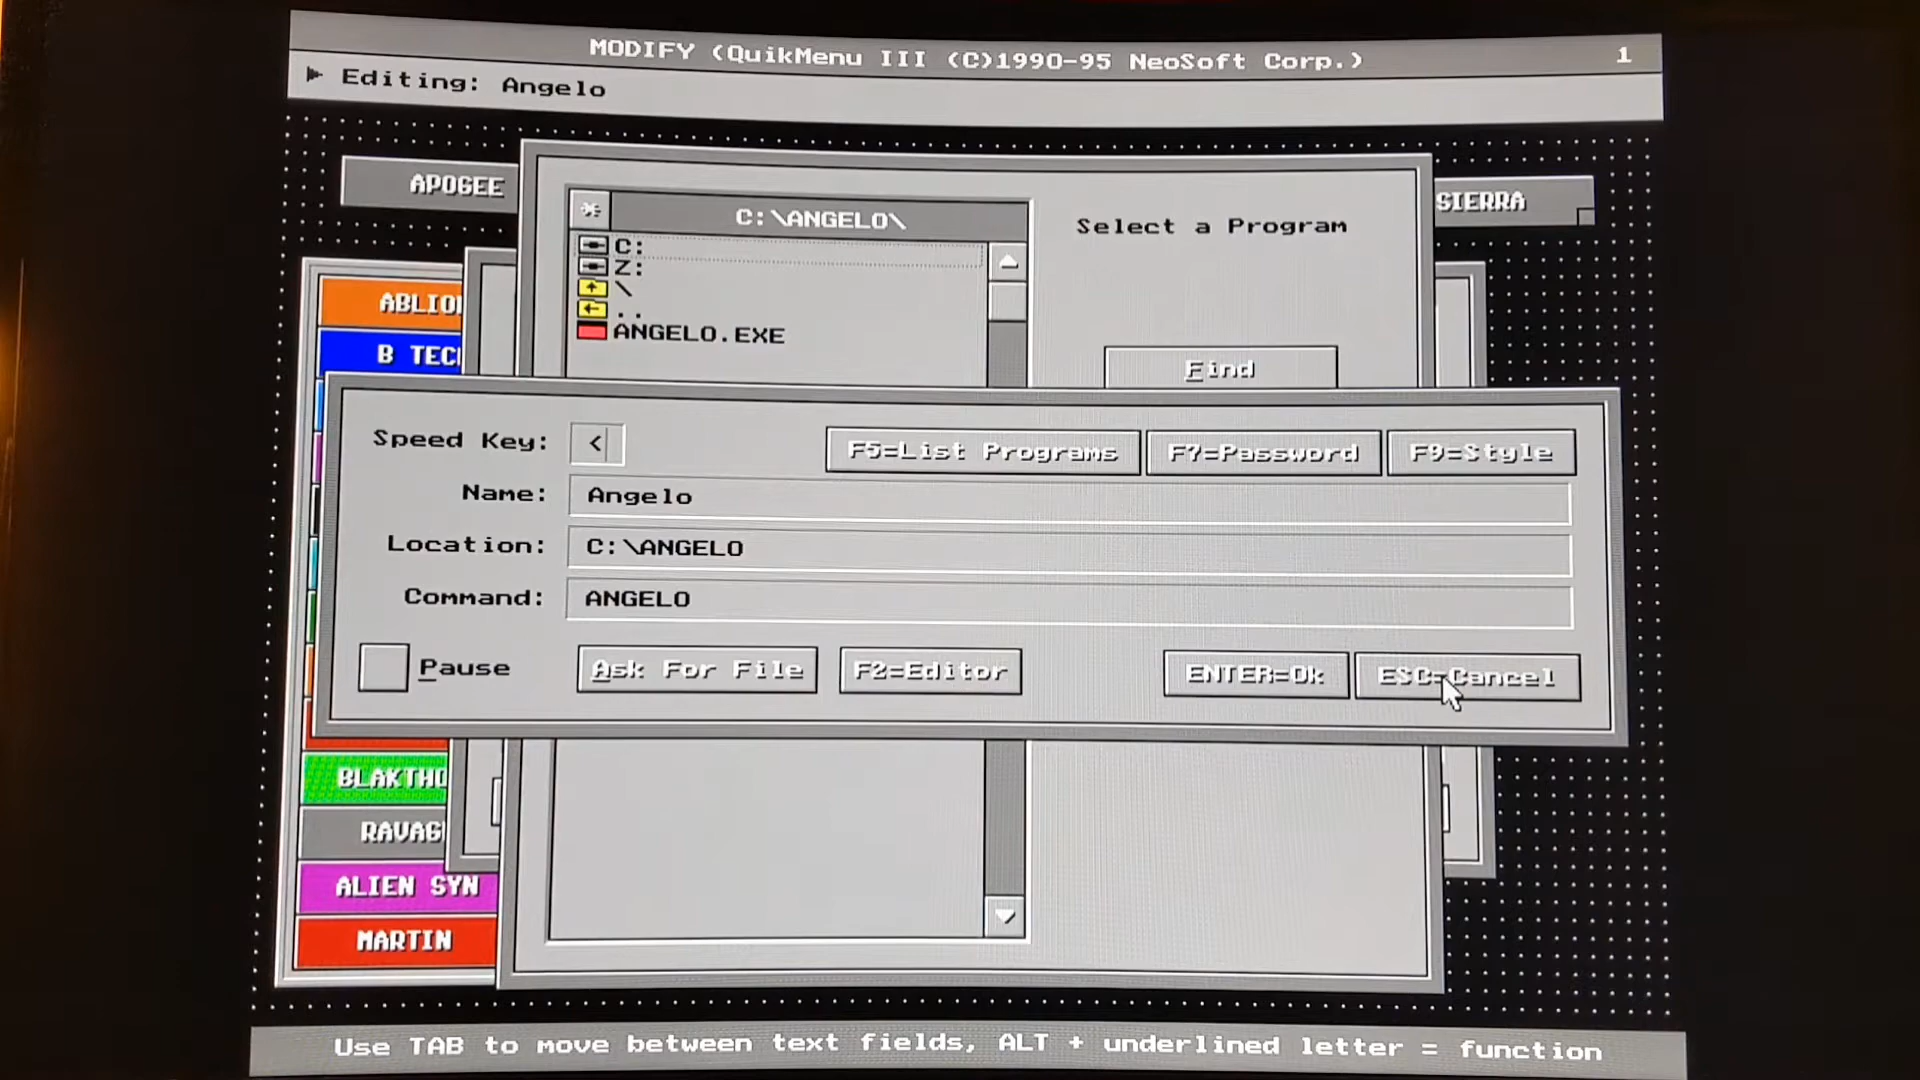 MODIFY (QuikMenu III (C)1990-95 NeoSoft Corp.) 1
Editing: Angelo
APOGEE
SIERRA
C:\ANGELO\
Select a Program
C:
Z:
\
..
ANGELO.EXE
Find
ABLIO
B TEC
Speed Key: <
F5=List Programs
F7=Password
F9=Style
Name: Angelo
Location: C:\ANGELO
Command: ANGELO
Pause
Ask For File
F2=Editor
ENTER=Ok
ESC=Cancel
BLAKTHO
RAVAG
ALIEN SYN
MARTIN
Use TAB to move between text fields, ALT + underlined letter = function